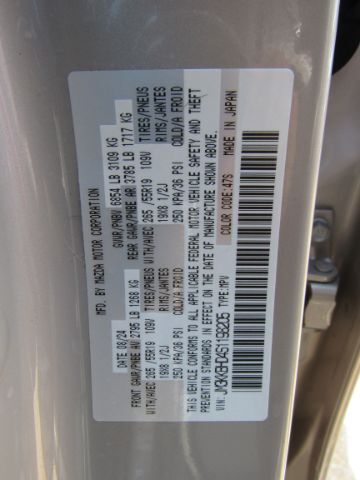 MFD. BY MAZDA MOTOR CORPORATION
DATE 08/24 GVWR/PNBV 6854 LB 3109 KG
FRONT GAWR/PNBE AV 2795 LB 1268 KG REAR GAWR/PNBE AR 3785 LB 1717 KG
WITH/AVEC 265/55R19 109V TIRES/PNEUS WITH/AVEC 265/55R19 109V TIRES/PNEUS
19X8 1/2J RIMS/JANTES 19X8 1/2J RIMS/JANTES
250 KPA/36 PSI COLD/A FROID 250 KPA/36 PSI COLD/A FROID
THIS VEHICLE CONFORMS TO ALL APPLICABLE FEDERAL MOTOR VEHICLE SAFETY AND THEFT
PREVENTION STANDARDS IN EFFECT ON THE DATE OF MANUFACTURE SHOWN ABOVE.
VIN: TYPE:MPV COLOR CODE:47S MADE IN JAPAN